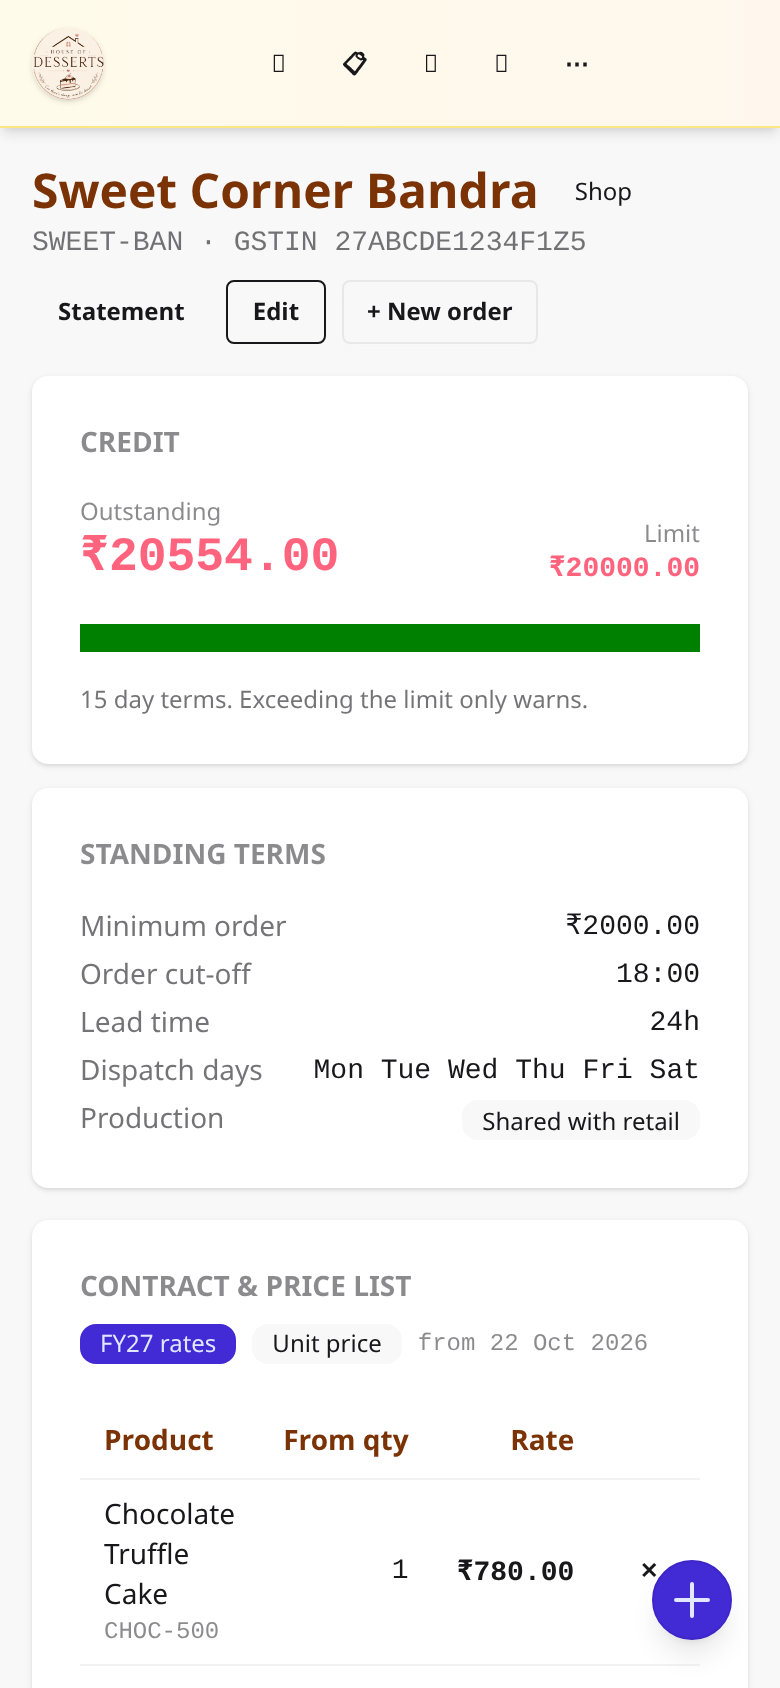 HOUSE OF
DESSERTS
...
Sweet Corner Bandra Shop
SWEET-BAN · GSTIN 27ABCDE1234F1Z5
Statement Edit + New order
CREDIT
Outstanding
₹20554.00
Limit
₹20000.00
15 day terms. Exceeding the limit only warns.
STANDING TERMS
Minimum order ₹2000.00
Order cut-off 18:00
Lead time 24h
Dispatch days Mon Tue Wed Thu Fri Sat
Production Shared with retail
CONTRACT & PRICE LIST
FY27 rates Unit price from 22 Oct 2026
Product From qty Rate
Chocolate
Truffle
Cake
CHOC-500
1 ₹780.00 ×